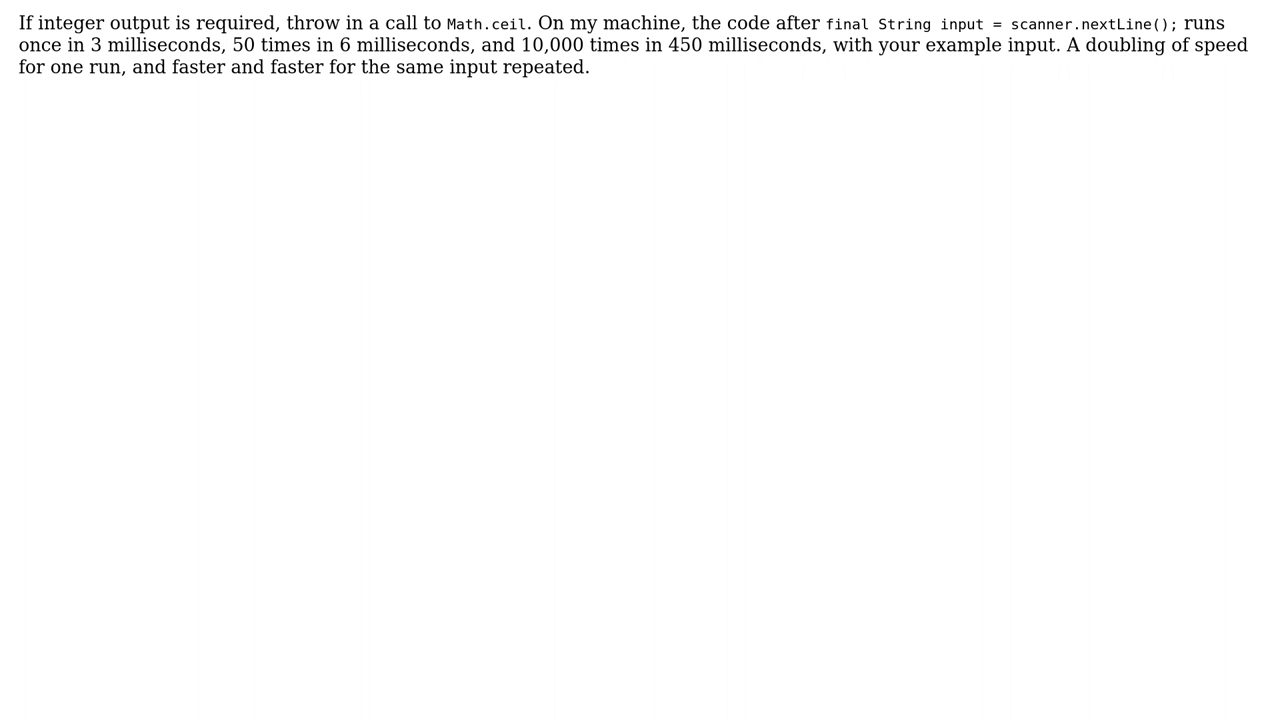 If integer output is required, throw in a call to Math.ceil. On my machine, the code after final String input = scanner.nextLine(); runs
once in 3 milliseconds, 50 times in 6 milliseconds, and 10,000 times in 450 milliseconds, with your example input. A doubling of speed
for one run, and faster and faster for the same input repeated.